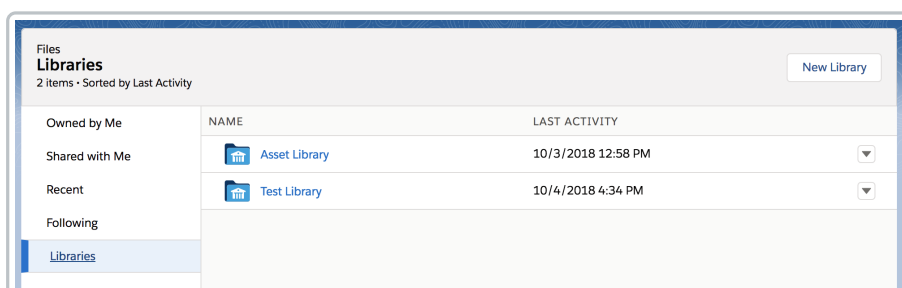 Files
Libraries
2 items • Sorted by Last Activity
New Library
Owned by Me
Shared with Me
Recent
Following
Libraries
NAME LAST ACTIVITY
Asset Library 10/3/2018 12:58 PM
Test Library 10/4/2018 4:34 PM